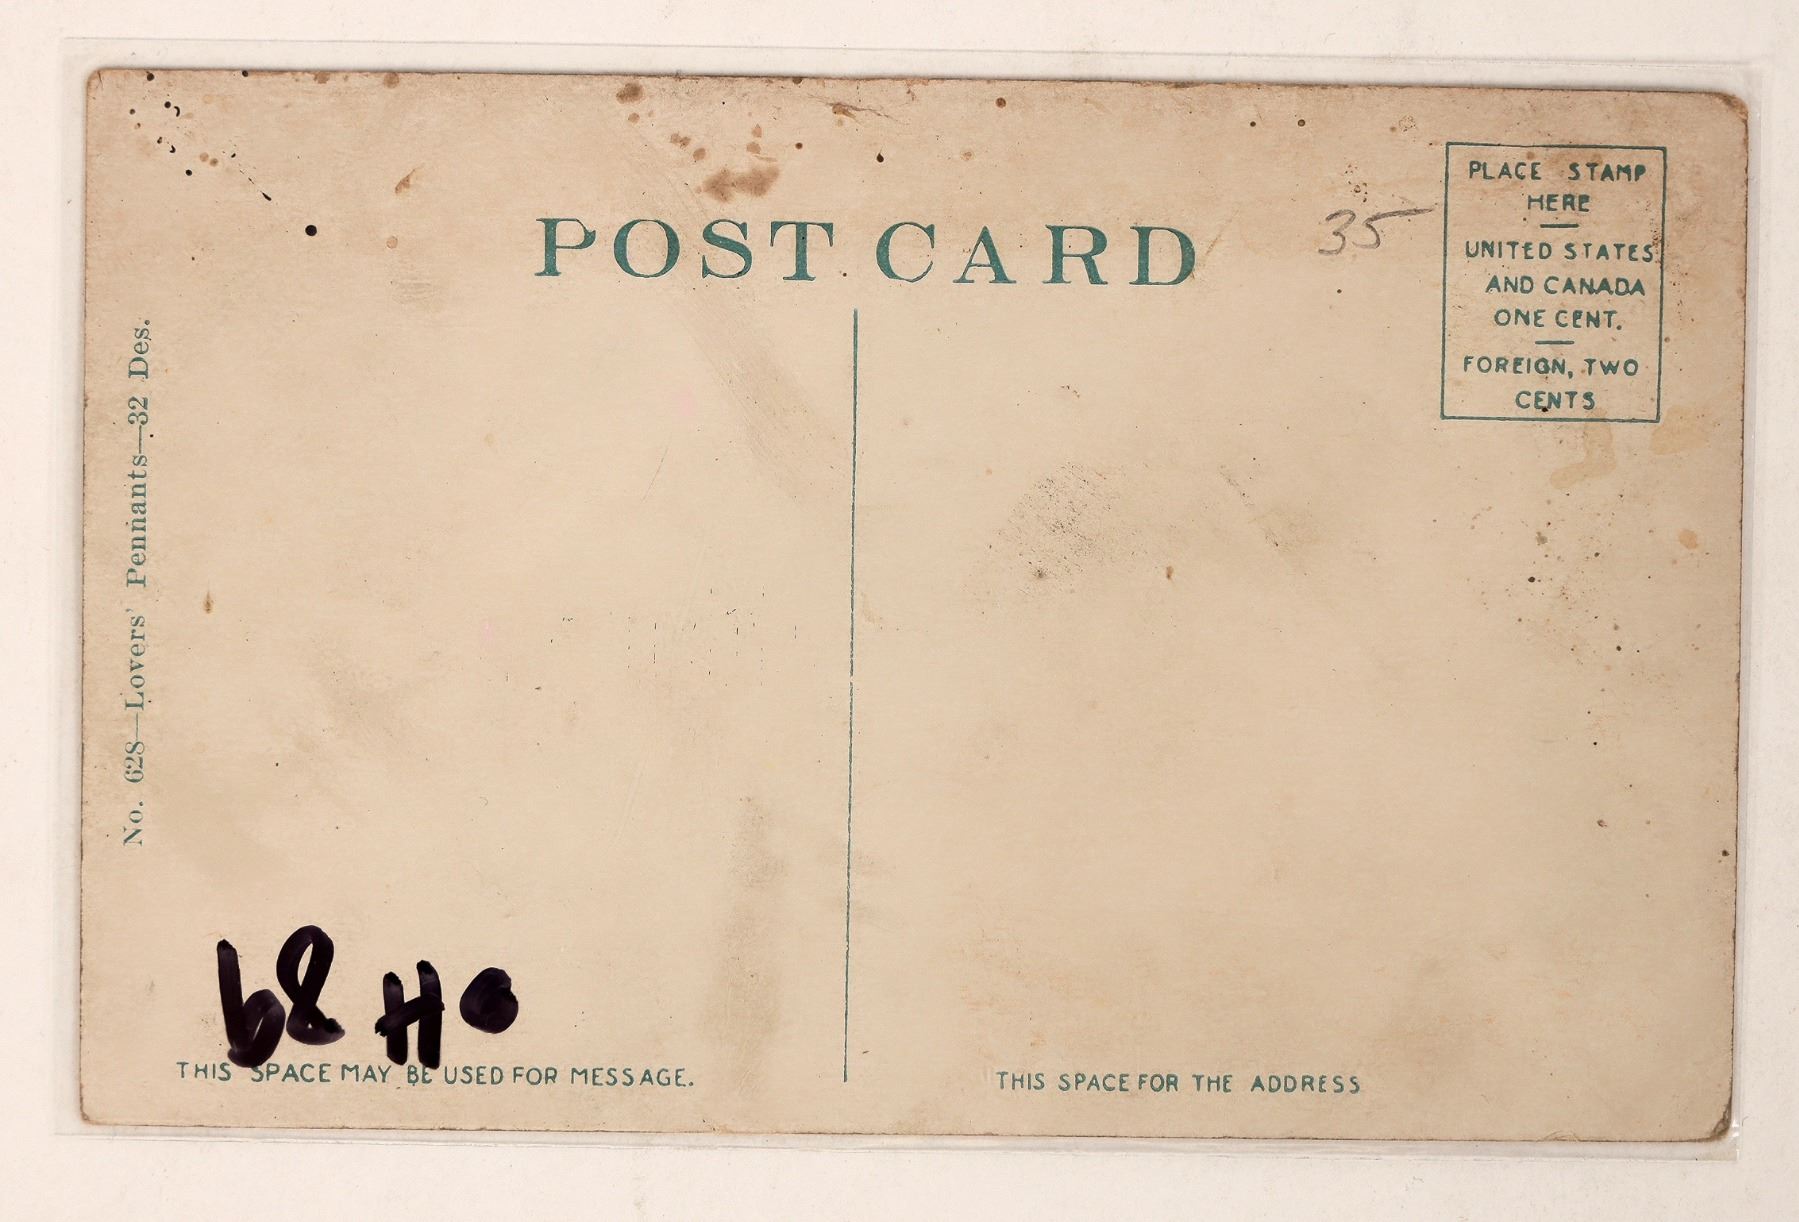 POST CARD
35
PLACE STAMP
HERE
UNITED STATES
AND CANADA
ONE CENT.
FOREIGN, TWO
CENTS
No. 628—Lovers' Pennants—32 Des.
THIS SPACE MAY BE USED FOR MESSAGE.
THIS SPACE FOR THE ADDRESS